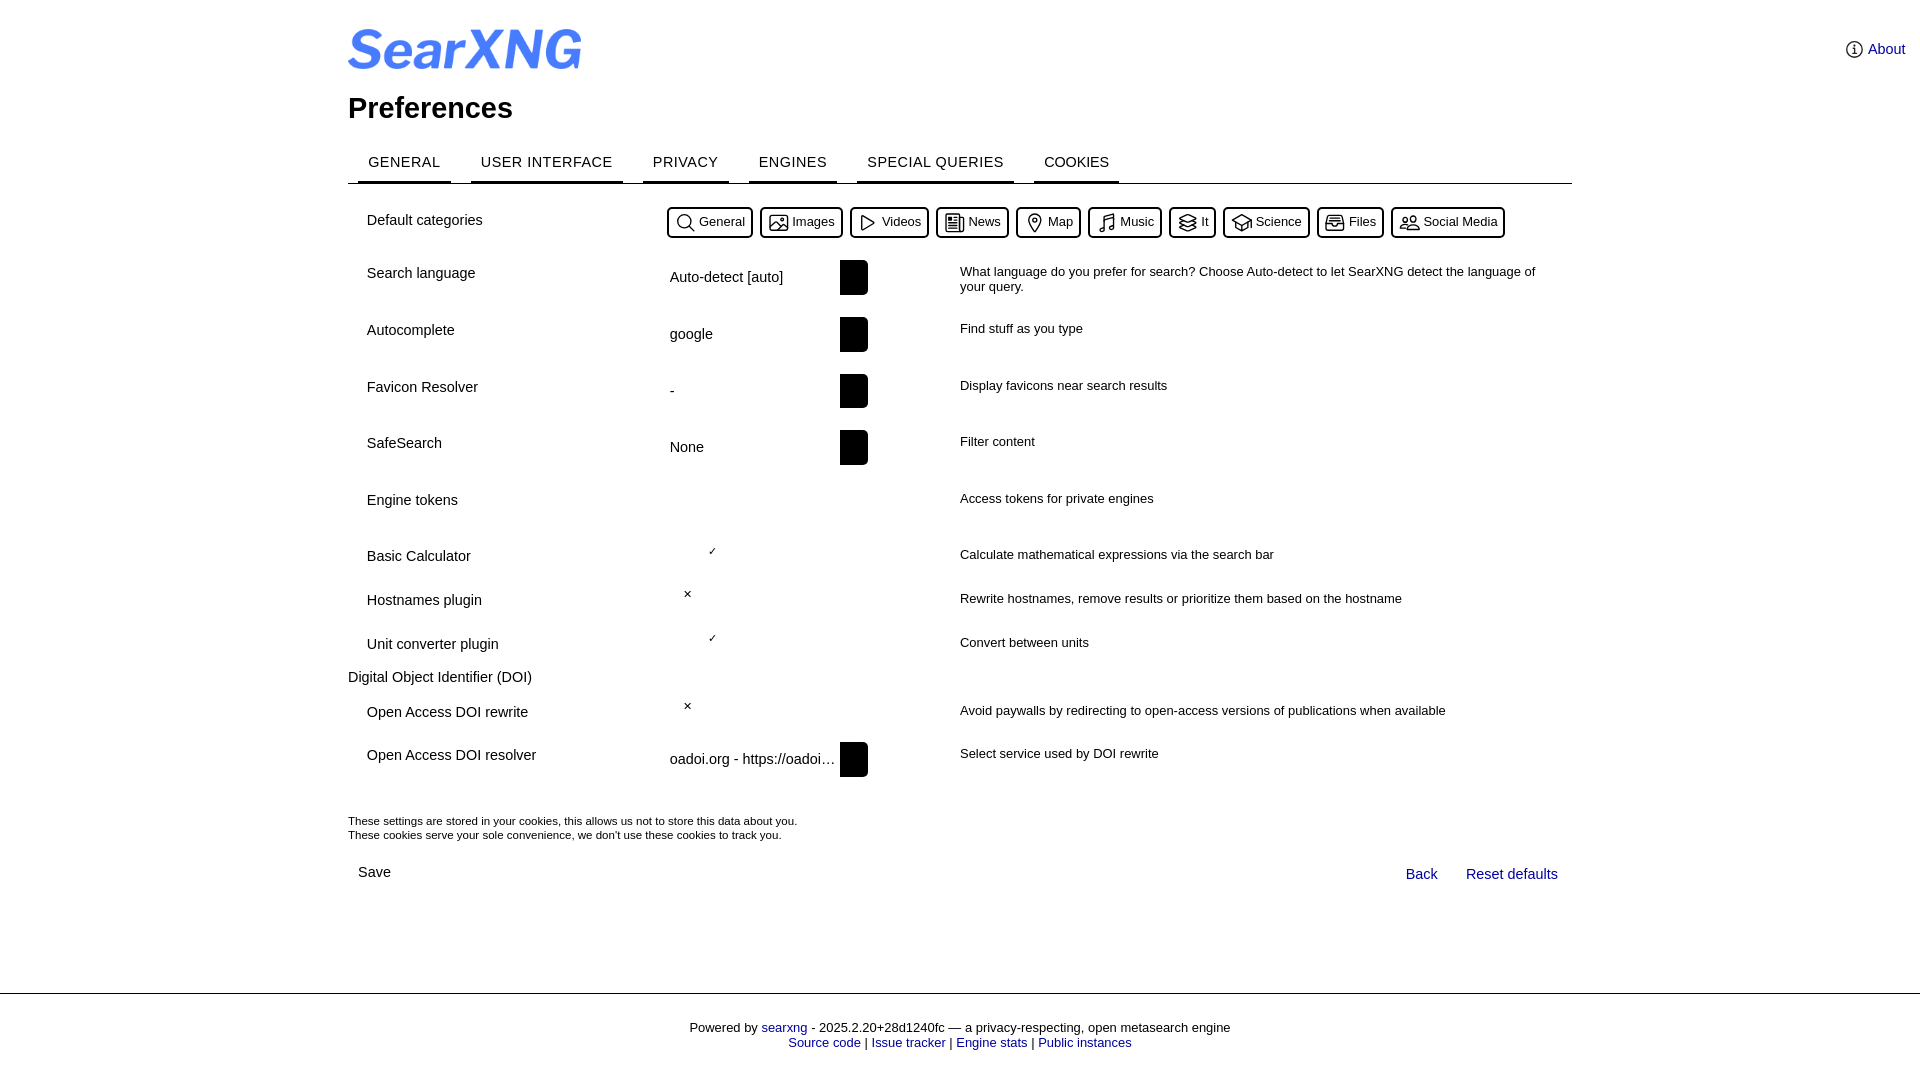 SearXNG
About
Preferences
GENERAL USER INTERFACE PRIVACY ENGINES SPECIAL QUERIES COOKIES
Default categories General Images Videos News Map Music It Science Files Social Media
Search language Auto-detect [auto] What language do you prefer for search? Choose Auto-detect to let SearXNG detect the language of
your query.
Autocomplete google Find stuff as you type
Favicon Resolver - Display favicons near search results
SafeSearch None Filter content
Engine tokens Access tokens for private engines
Basic Calculator ✓ Calculate mathematical expressions via the search bar
Hostnames plugin ✕ Rewrite hostnames, remove results or prioritize them based on the hostname
Unit converter plugin ✓ Convert between units
Digital Object Identifier (DOI)
Open Access DOI rewrite ✕ Avoid paywalls by redirecting to open-access versions of publications when available
Open Access DOI resolver oadoi.org - https://oadoi… Select service used by DOI rewrite
These settings are stored in your cookies, this allows us not to store this data about you.
These cookies serve your sole convenience, we don't use these cookies to track you.
Save Back Reset defaults
Powered by searxng - 2025.2.20+28d1240fc — a privacy-respecting, open metasearch engine
Source code | Issue tracker | Engine stats | Public instances